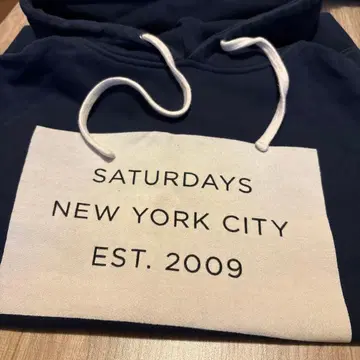 SATURDAYS
NEW YORK CITY
EST. 2009